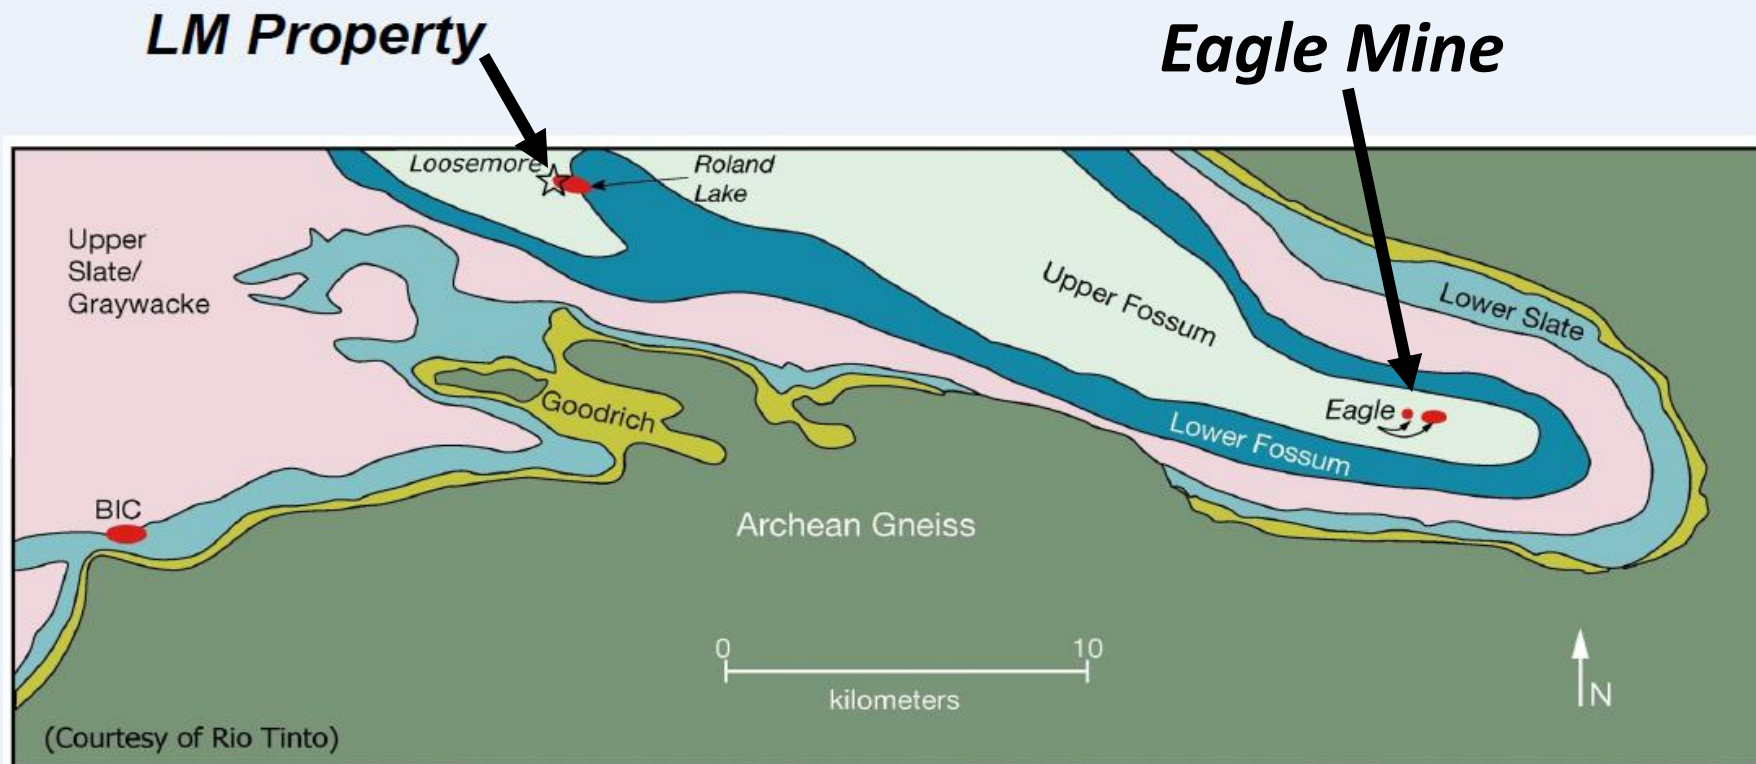 LM Property
Eagle Mine
Loosemore
Roland
Lake
Upper
Slate/
Graywacke
Upper Fossum
Lower Slate
Goodrich
Eagle
Lower Fossum
BIC
Archean Gneiss
0 10
kilometers
N
(Courtesy of Rio Tinto)